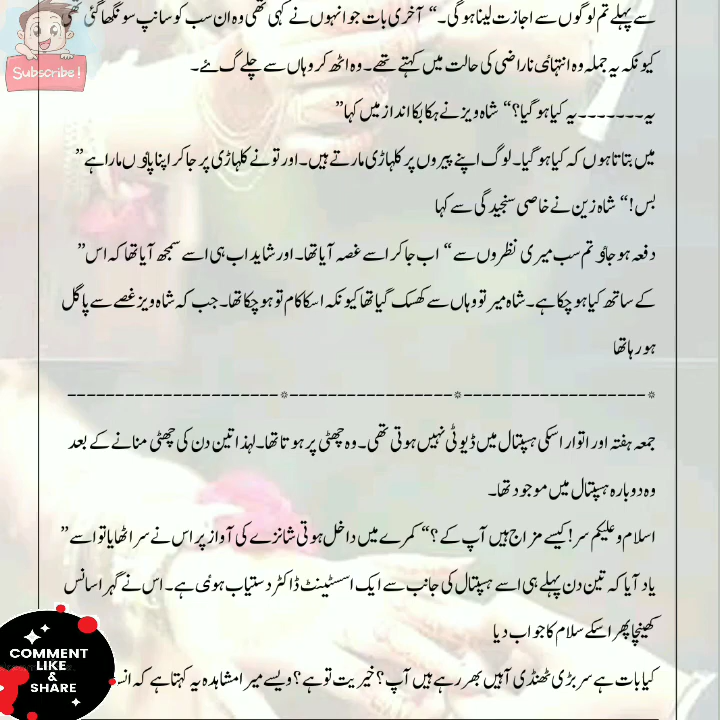 سے پہلے تم لوگوں سے اجازت لینا ہو گی۔“ آخری بات جو انہوں نے کہی تھی وہ ان سب کو سانپ سونگھا گئی تھی
کیونکہ یہ جملہ وہ انتہائی ناراضی کی حالت میں کہتے تھے۔ وہ اٹھ کر وہاں سے چلے گئے۔
یہ۔۔۔۔۔۔۔یہ کیا ہو گیا؟“ شاہ ویز نے ہکا بکا انداز میں کہا”
میں بتاتا ہوں کہ کیا ہو گیا۔ لوگ اپنے پیروں پر کلہاڑی مارتے ہیں۔ اور تو نے کلہاڑی پر جا کر اپنا پاؤں مارا ہے”
بس!“ شاہ زین نے خاصی سنجیدگی سے کہا
دفعہ ہو جاؤ تم سب میری نظروں سے“ اب جا کر اسے غصہ آیا تھا۔ اور شاید اب ہی اسے سمجھ آیا تھا کہ اس”
کے ساتھ کیا ہو چکا ہے۔ شاہ میر تو وہاں سے کھسک گیا تھا کیونکہ اسکا کام تو ہو چکا تھا۔ جب کہ شاہ ویز غصے سے پاگل
ہو رہا تھا
*--------------------*-----------------*----------------------
جمعہ ہفتہ اور اتوار اسکی ہسپتال میں ڈیوٹی نہیں ہوتی تھی۔ وہ چھٹی پر ہوتا تھا۔ لہذا تین دن کی چھٹی منانے کے بعد
وہ دوبارہ ہسپتال میں موجود تھا۔
اسلام و علیکم سر! کیسے مزاج ہیں آپ کے؟“ کمرے میں داخل ہوتی شانزے کی آواز پر اس نے سر اٹھایا تو اسے”
یاد آیا کہ تین دن پہلے ہی اسے ہسپتال کی جانب سے ایک اسسٹینٹ ڈاکٹر دستیاب ہوئی ہے۔ اس نے گہرا سانس
کھینچا پھر اسکے سلام کا جواب دیا
کیا بات ہے سر بڑی ٹھنڈی آہیں بھر رہے ہیں آپ؟ خیریت تو ہے؟ ویسے میرا مشاہدہ یہ کہتا ہے کہ
Subscribe!
COMMENT
LIKE
&
SHARE